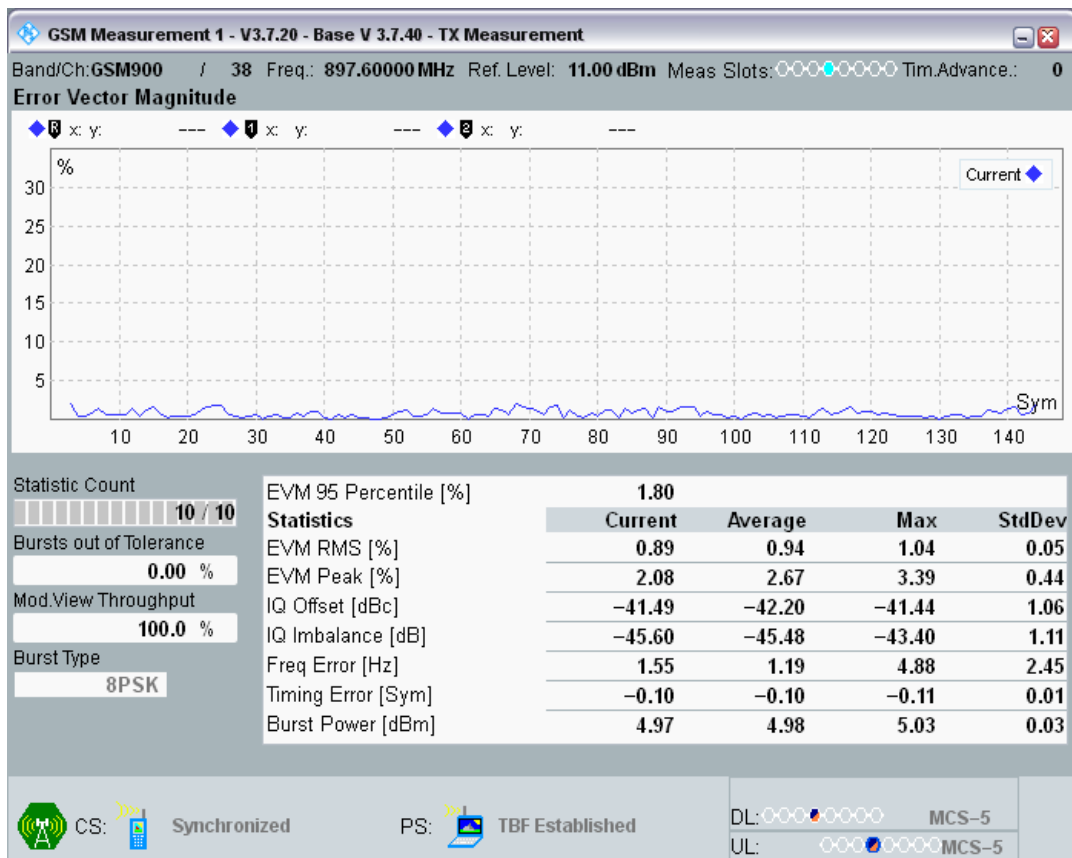 GSM Measurement 1 - V3.7.20 - Base V 3.7.40 - TX Measurement
Band/Ch: GSM900 / 38 Freq.: 897.60000 MHz Ref. Level: 11.00 dBm Meas Slots: Tim.Advance.: 0
Error Vector Magnitude
R x: y: --- 1 x: y: --- 2 x: y: ---
%
Current
30
25
20
15
10
5
Sym
10 20 30 40 50 60 70 80 90 100 110 120 130 140
Statistic Count
10 / 10
Bursts out of Tolerance
0.00 %
Mod.View Throughput
100.0 %
Burst Type
8PSK
EVM 95 Percentile [%] 1.80
Statistics Current Average Max StdDev
EVM RMS [%] 0.89 0.94 1.04 0.05
EVM Peak [%] 2.08 2.67 3.39 0.44
IQ Offset [dBc] −41.49 −42.20 −41.44 1.06
IQ Imbalance [dB] −45.60 −45.48 −43.40 1.11
Freq Error [Hz] 1.55 1.19 4.88 2.45
Timing Error [Sym] −0.10 −0.10 −0.11 0.01
Burst Power [dBm] 4.97 4.98 5.03 0.03
CS: Synchronized PS: TBF Established
DL: MCS−5
UL: MCS−5